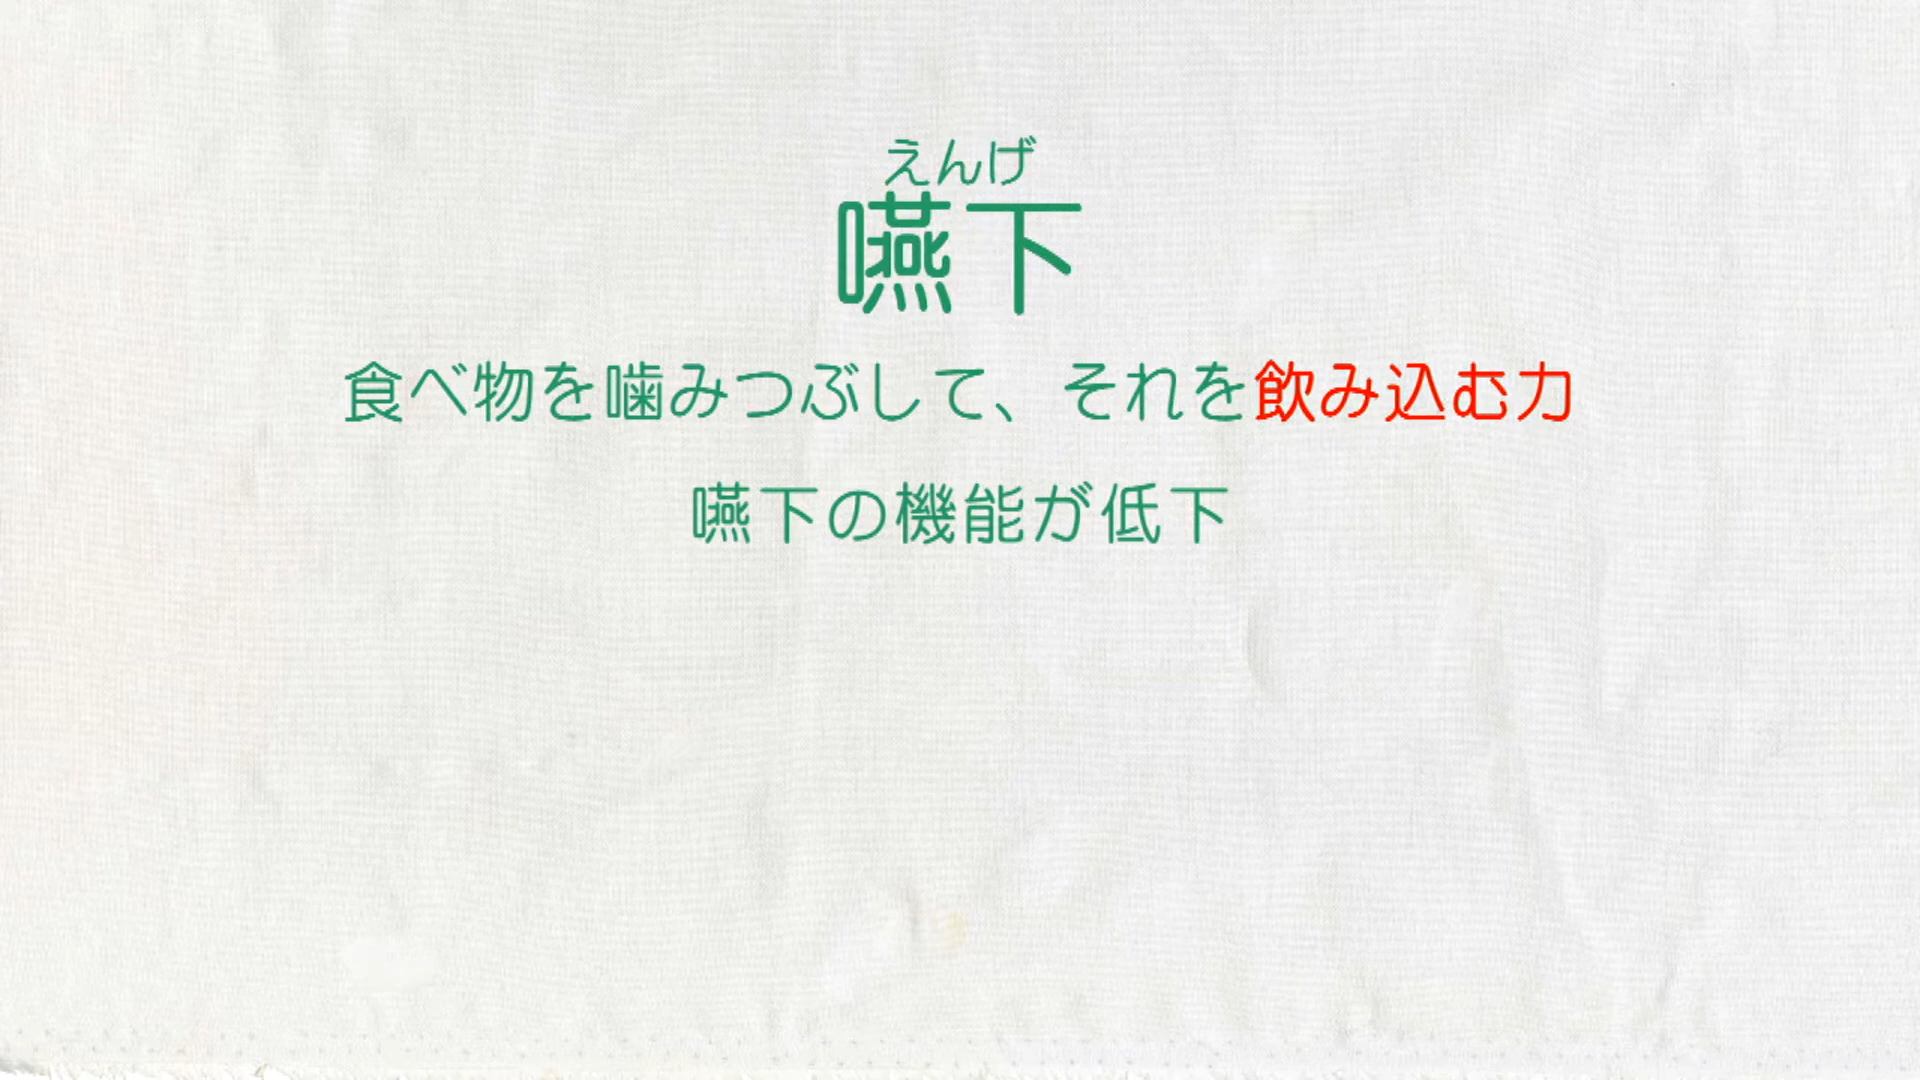 えんげ
嚥下
食べ物を噛みつぶして、それを飲み込む力
嚥下の機能が低下